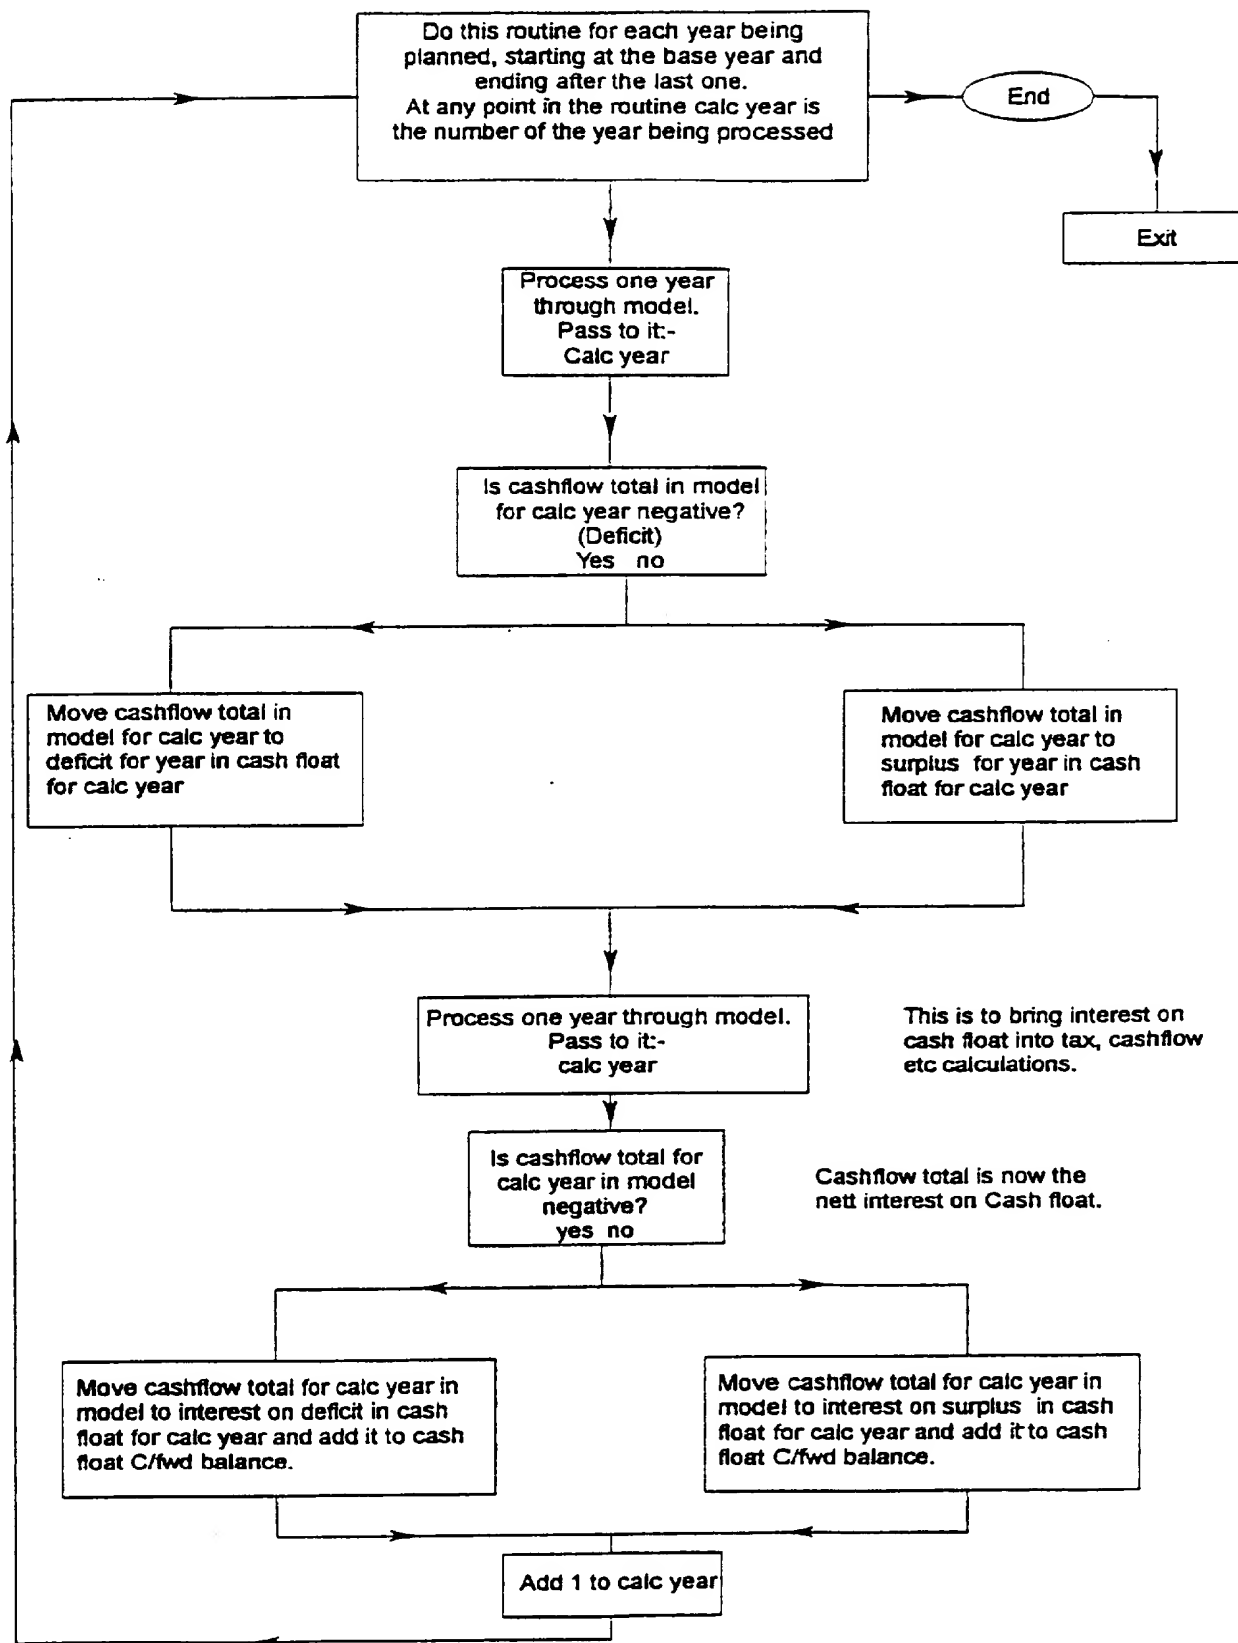 Do this routine for each year being
planned, starting at the base year and
ending after the last one.
At any point in the routine calc year is
the number of the year being processed
End
Exit
Process one year
through model.
Pass to it:-
Calc year
Is cashflow total in model
for calc year negative?
(Deficit)
Yes no
Move cashflow total in
model for calc year to
deficit for year in cash float
for calc year
Move cashflow total in
model for calc year to
surplus for year in cash
float for calc year
Process one year through model.
Pass to it:-
calc year
This is to bring interest on
cash float into tax, cashflow
etc calculations.
Is cashflow total for
calc year in model
negative?
yes no
Cashflow total is now the
nett interest on Cash float.
Move cashflow total for calc year in
model to interest on deficit in cash
float for calc year and add it to cash
float C/fwd balance.
Move cashflow total for calc year in
model to interest on surplus in cash
float for calc year and add it to cash
float C/fwd balance.
Add 1 to calc year